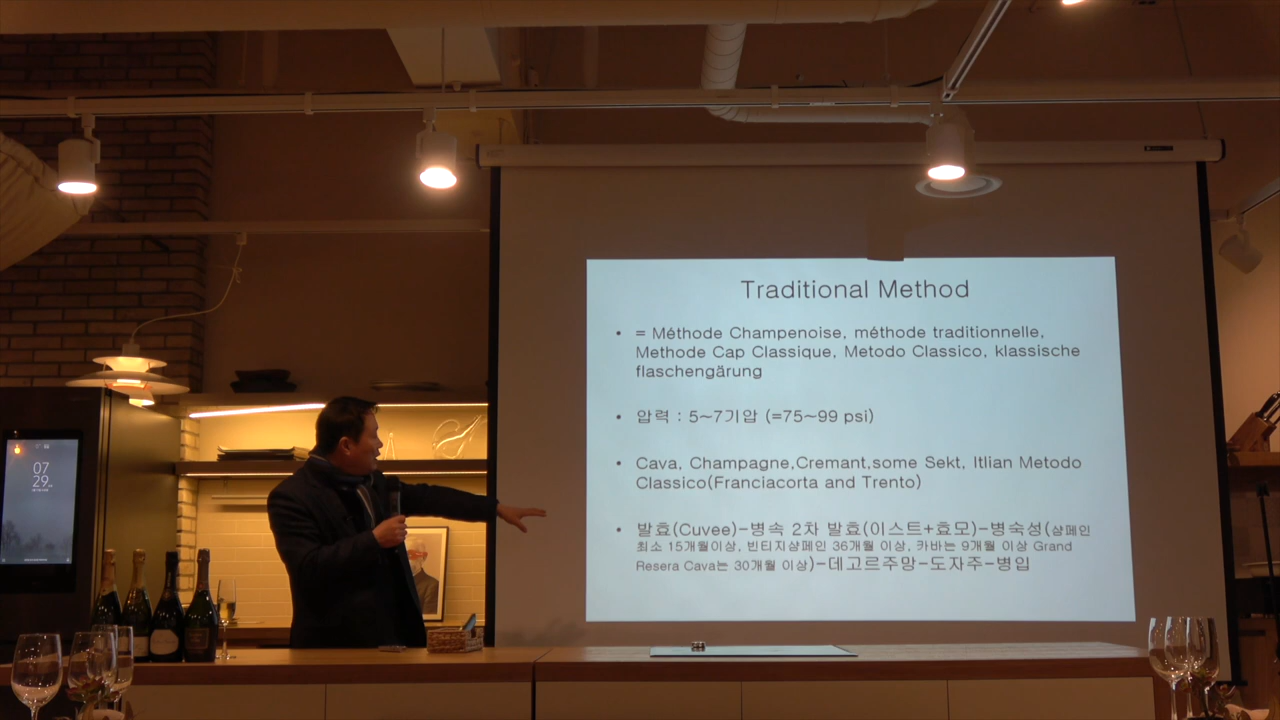 Traditional Method
• = Méthode Champenoise, méthode traditionnelle,
Methode Cap Classique, Metodo Classico, klassische
flaschengärung
• 압력 : 5~7기압 (=75~99 psi)
• Cava, Champagne,Cremant,some Sekt, Itlian Metodo
Classico(Franciacorta and Trento)
• 발효(Cuvee)-병속 2차 발효(이스트+효모)-병숙성(샴페인
최소 15개월이상, 빈티지샴페인 36개월 이상, 카바는 9개월 이상 Grand
Resera Cava는 30개월 이상)-데고르주망-도자주-병입
07
29